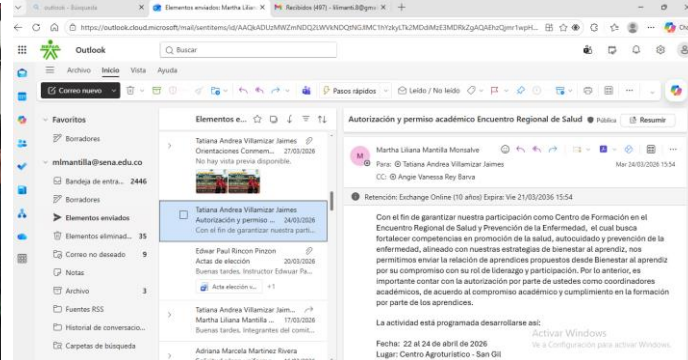 outlook - Búsqueda
Elementos enviados: Martha Lilian
Recibidos (497) - lilimanti.3@gma
https://outlook.cloud.microsoft/mail/sentitems/id/
SENA
Outlook
Buscar
Archivo Inicio Vista Ayuda
Correo nuevo
Pasos rápidos
Leído / No leído
Favoritos
Borradores
mlmantilla@sena.edu.co
Bandeja de entra... 2446
Borradores
Elementos enviados
Elementos eliminad... 35
Correo no deseado 9
Notas
Archivo 3
Fuentes RSS
Historial de conversacio...
Carpetas de búsqueda
Elementos e...
Tatiana Andrea Villamizar Jaimes
Orientaciones Conmem... 27/03/2026
No hay vista previa disponible.
Tatiana Andrea Villamizar Jaimes
Autorización y permiso ... 24/03/2026
Con el fin de garantizar nuestra parti...
Edwar Paul Rincon Pinzon
Actas de elección 20/03/2026
Buenas tardes, Instructor Edwuar Pa...
Acta elección v... +1
Tatiana Andrea Villamizar Jaim...
Martha Liliana Mantilla ... 17/03/2026
Buenas tardes, Integrantes del comit...
Adriana Marcela Martinez Rivera
Autorización y permiso académico Encuentro Regional de Salud
Pública
Resumir
M
Martha Liliana Mantilla Monsalve
Para: Tatiana Andrea Villamizar Jaimes
Mar 24/03/2026 15:54
CC: Angie Vanessa Rey Barva
Retención: Exchange Online (10 años) Expira: Vie 21/03/2036 15:54
Con el fin de garantizar nuestra participación como Centro de Formación en el
Encuentro Regional de Salud y Prevención de la Enfermedad, el cual busca
fortalecer competencias en promoción de la salud, autocuidado y prevención de la
enfermedad, alineado con nuestras estrategias de bienestar al aprendiz, nos
permitimos enviar la relación de aprendices propuestos desde Bienestar al aprendiz
por su compromiso con su rol de liderazgo y participación. Por lo anterior, es
importante contar con la autorización por parte de ustedes como coordinadores
académicos, de acuerdo al compromiso académico y cumplimiento en la formación
por parte de los aprendices.
La actividad está programada desarrollarse así:
Fecha: 22 al 24 de abril de 2026
Lugar: Centro Agroturístico - San Gil
Activar Windows
Ve a Configuración para activar Windows.